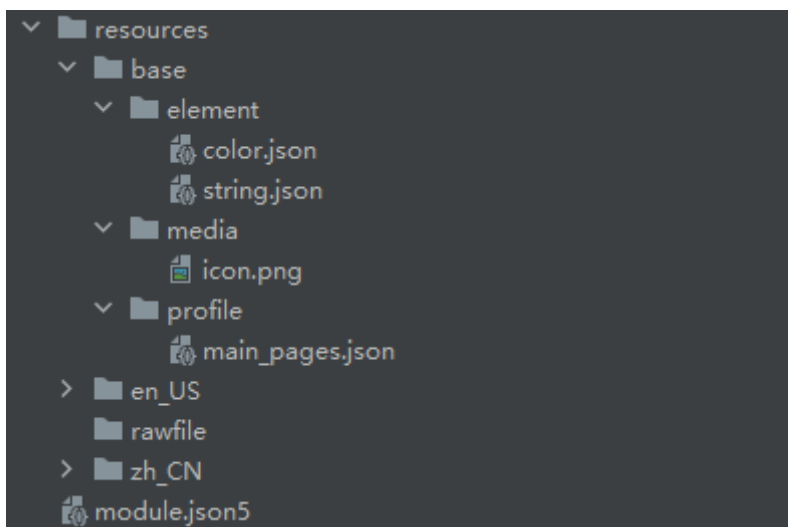 resources
base
element
color.json
string.json
media
icon.png
profile
main_pages.json
en_US
rawfile
zh_CN
module.json5